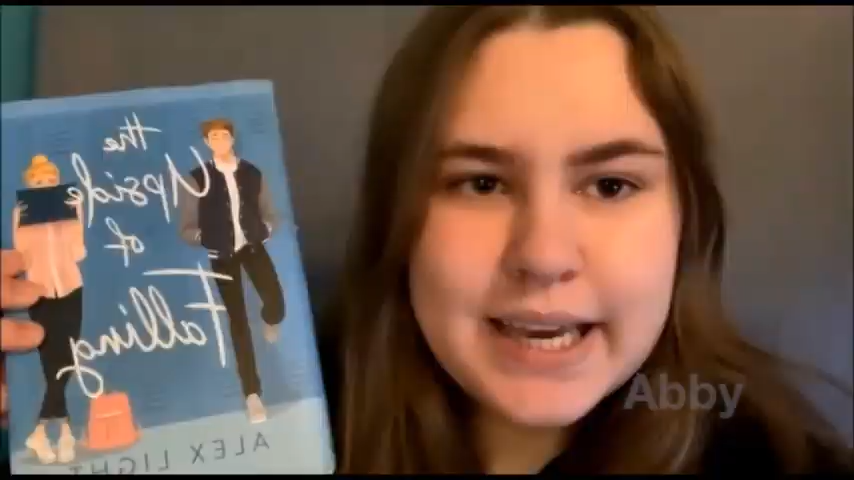 the
Upside
of
Falling
ALEX LIGHT
Abby